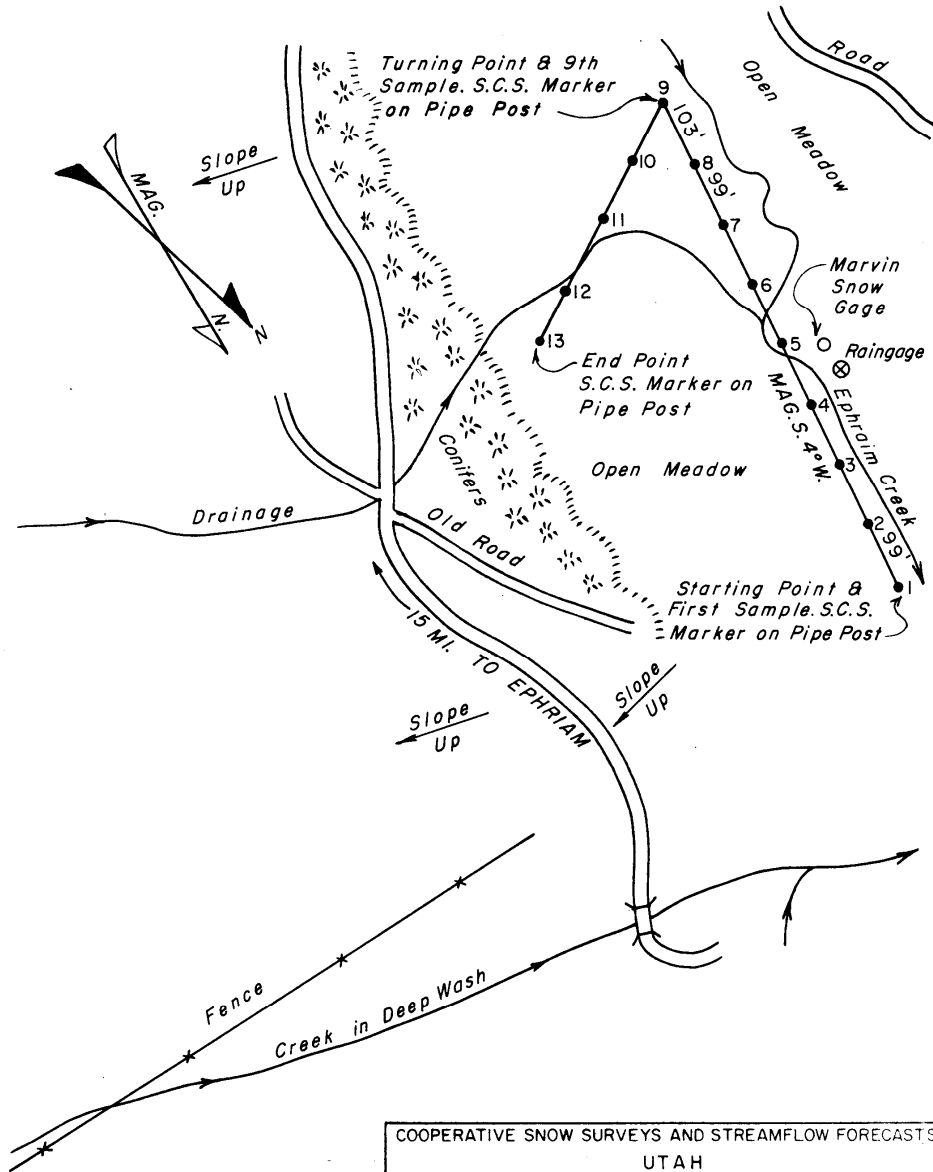 Turning Point & 9th
Sample. S.C.S. Marker
on Pipe Post
Road
Open
Meadow
Slope
Up
MAG.
N.
N
9
103'
8
99'
7
6
5
4
3
2
99'
1
10
11
12
13
Marvin
Snow
Gage
Raingage
Ephraim Creek
MAG. S. 4° W.
End Point
S.C.S. Marker on
Pipe Post
Conifers
Open Meadow
Drainage
Old Road
Starting Point &
First Sample. S.C.S.
Marker on Pipe Post
15 MI. TO EPHRIAM
Slope
Up
Slope
Up
Fence
Creek in Deep Wash
COOPERATIVE SNOW SURVEYS AND STREAMFLOW FORECASTS
UTAH